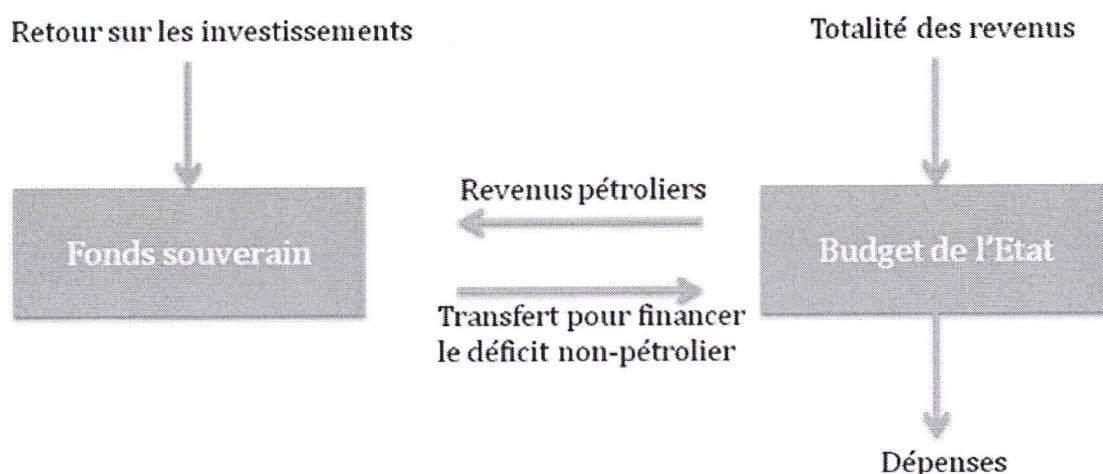 Retour sur les investissements
Totalité des revenus
Revenus pétroliers
Fonds souverain
Budget de l'Etat
Transfert pour financer
le déficit non-pétrolier
Dépenses